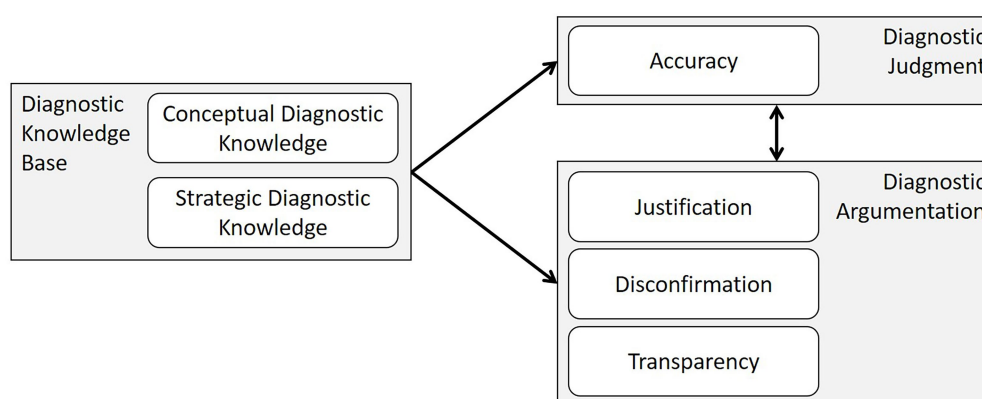 Diagnostic
Knowledge
Base
Conceptual Diagnostic
Knowledge
Strategic Diagnostic
Knowledge
Accuracy
Diagnostic
Judgment
Justification
Disconfirmation
Transparency
Diagnostic
Argumentation